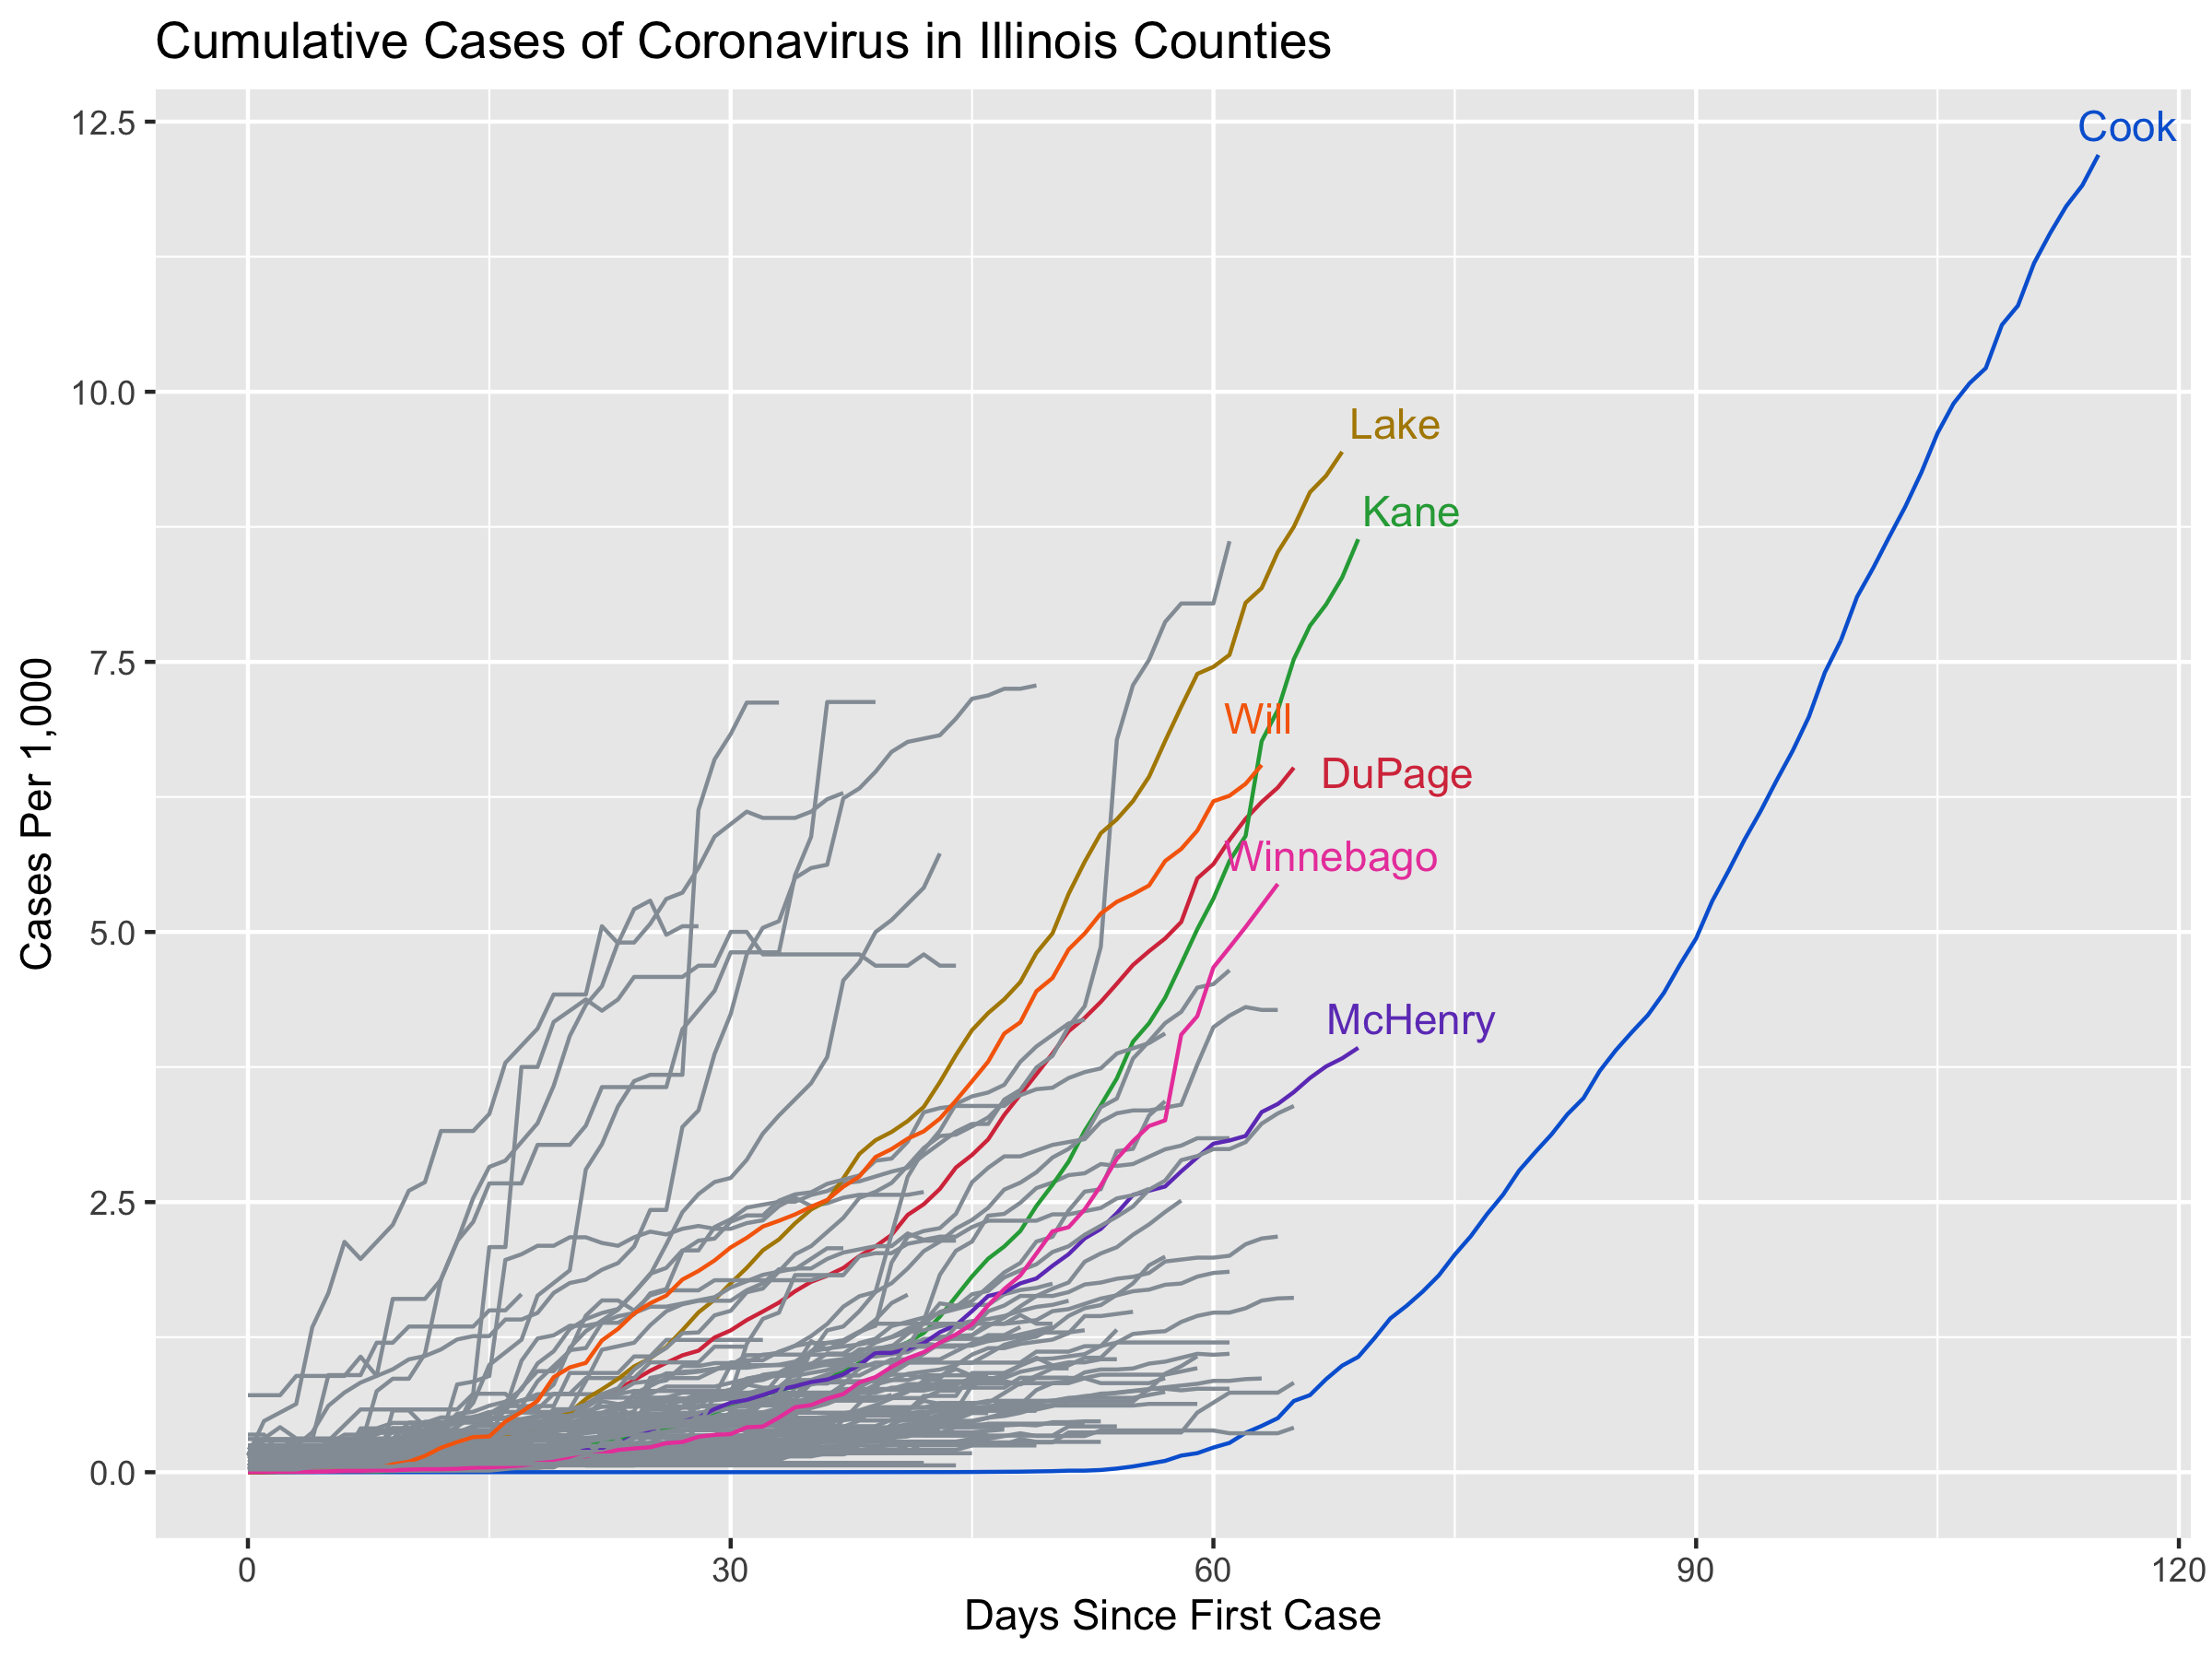 Cumulative Cases of Coronavirus in Illinois Counties
12.5
Cook
10.0
Lake
Kane
7.5
Will
DuPage
Winnebago
5.0
McHenry
2.5
0.0
Cases Per 1,000
0 30 60 90 120
Days Since First Case